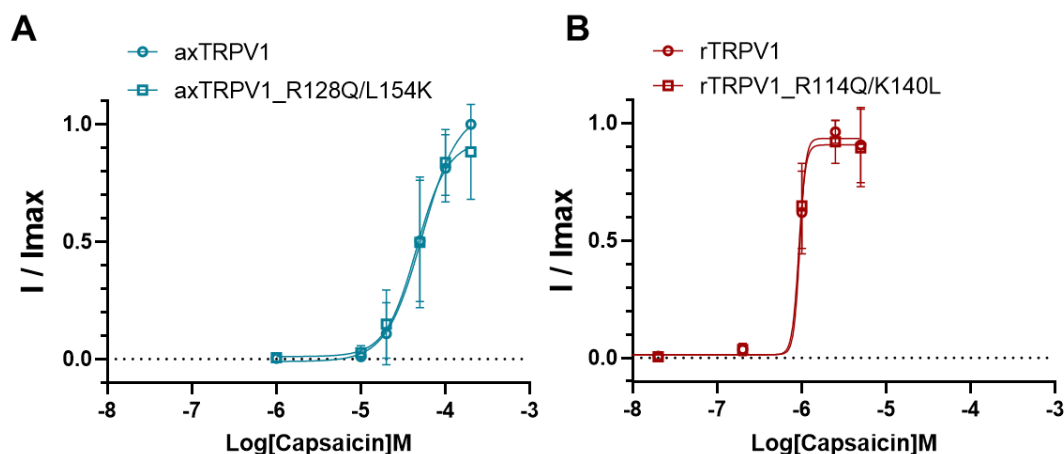 A
axTRPV1
axTRPV1_R128Q/L154K
1.0
0.5
0.0
I / Imax
-8
-7
-6
-5
-4
-3
Log[Capsaicin]M
B
rTRPV1
rTRPV1_R114Q/K140L
1.0
0.5
0.0
I / Imax
-8
-7
-6
-5
-4
-3
Log[Capsaicin]M